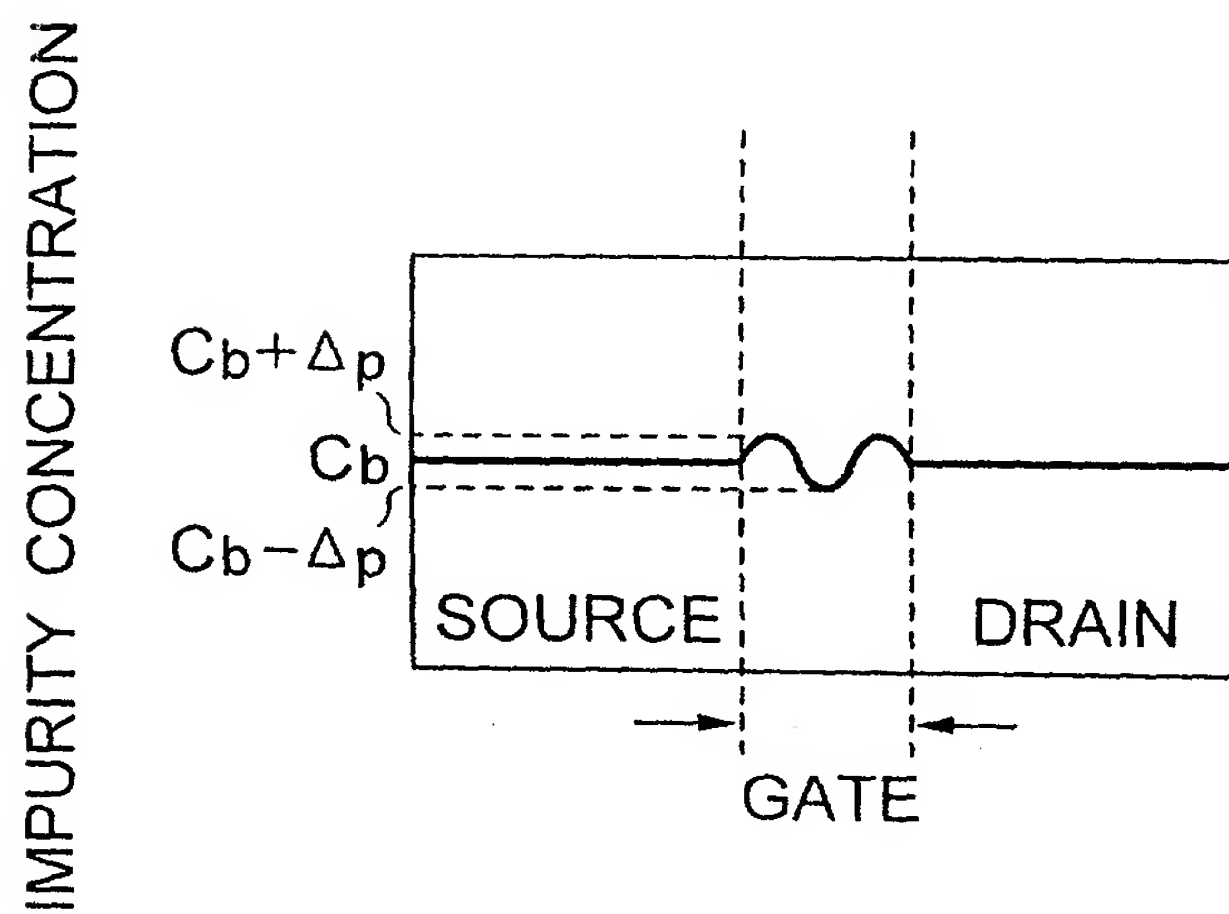 IMPURITY CONCENTRATION
Cb+Δp
Cb
Cb−Δp
SOURCE
DRAIN
GATE